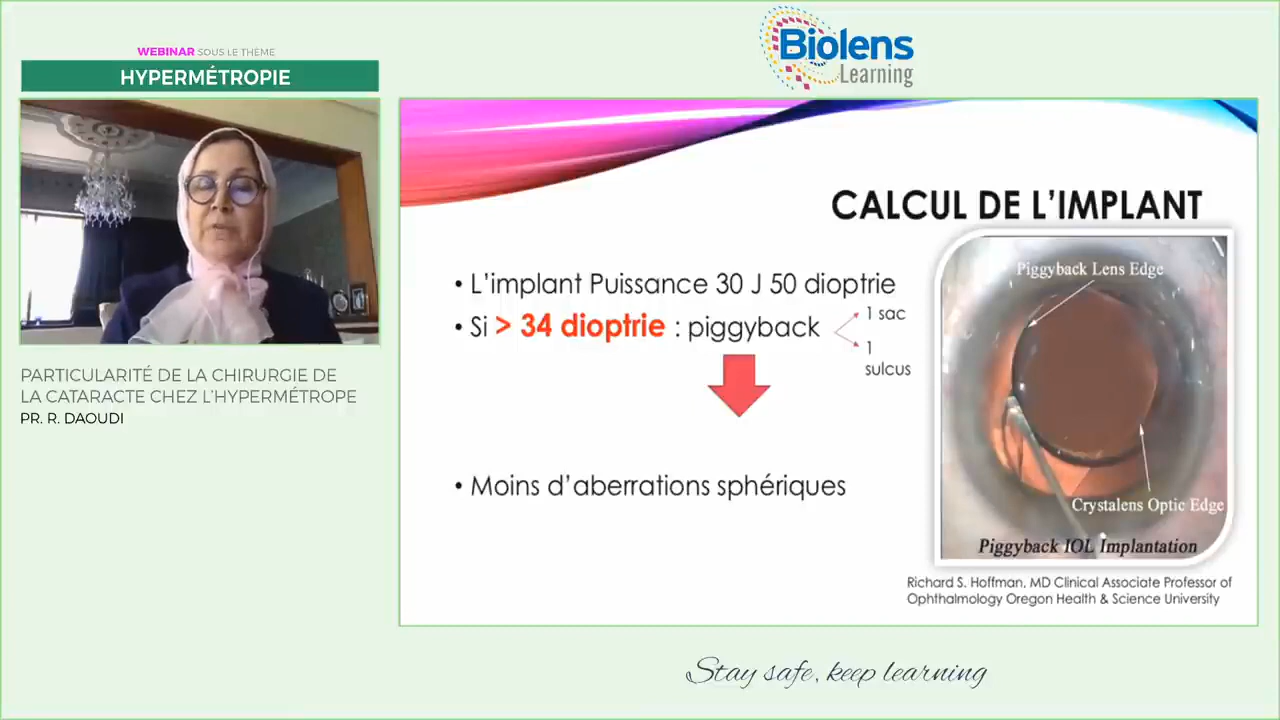 WEBINAR SOUS LE THÈME
HYPERMÉTROPIE
Biolens
Learning
PARTICULARITÉ DE LA CHIRURGIE DE
LA CATARACTE CHEZ L'HYPERMÉTROPE
PR. R. DAOUDI
CALCUL DE L'IMPLANT
• L'implant Puissance 30 J 50 dioptrie
• Si > 34 dioptrie : piggyback
1 sac
1
sulcus
• Moins d'aberrations sphériques
Piggyback Lens Edge
Crystalens Optic Edge
Piggyback IOL Implantation
Richard S. Hoffman, MD Clinical Associate Professor of
Ophthalmology Oregon Health & Science University
Stay safe, keep learning